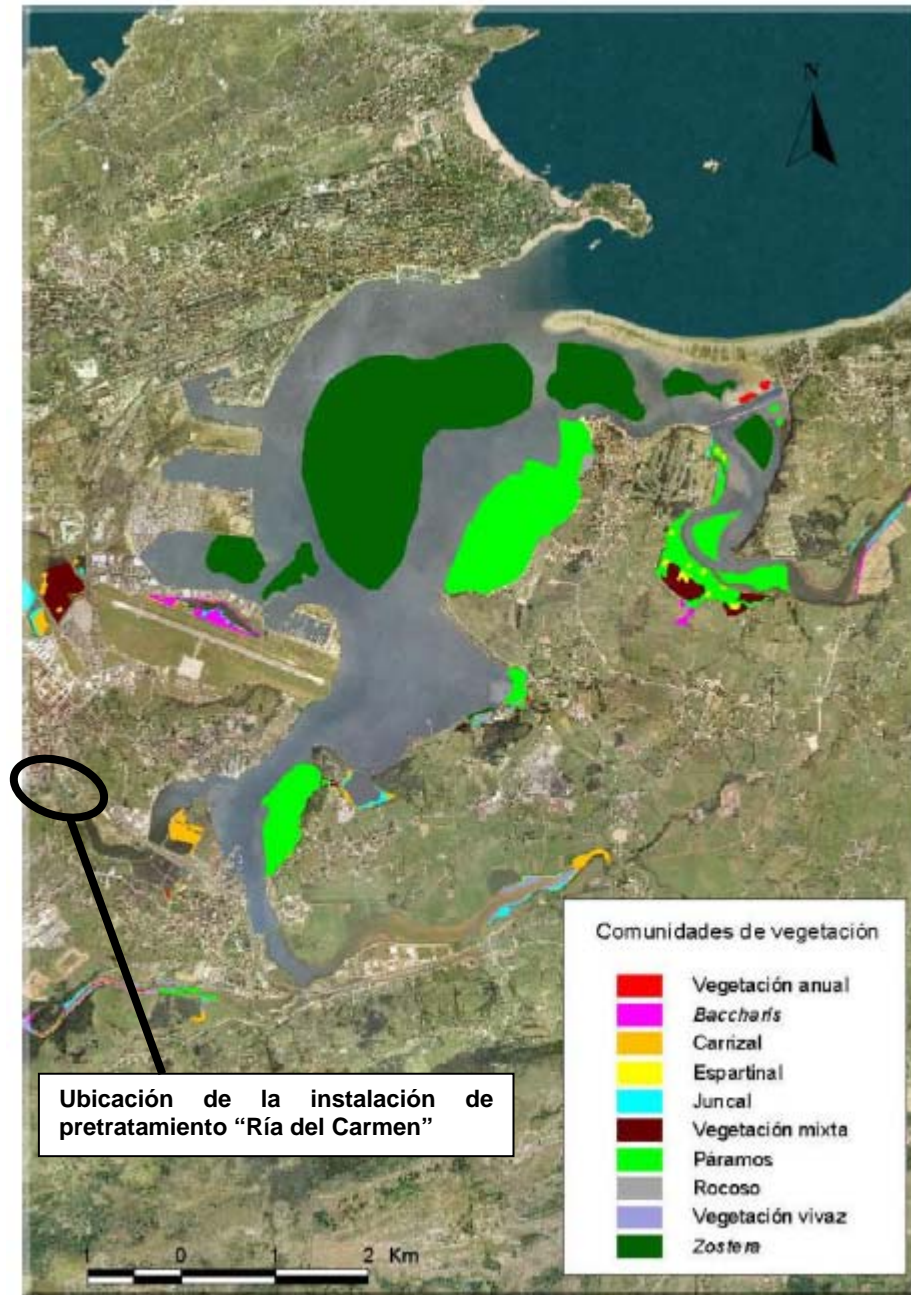 N
Comunidades de vegetación
Vegetación anual
Baccharis
Carrizal
Espartinal
Juncal
Vegetación mixta
Páramos
Rocoso
Vegetación vivaz
Zostera
Ubicación de la instalación de
pretratamiento “Ría del Carmen”
1 0 1 2 Km